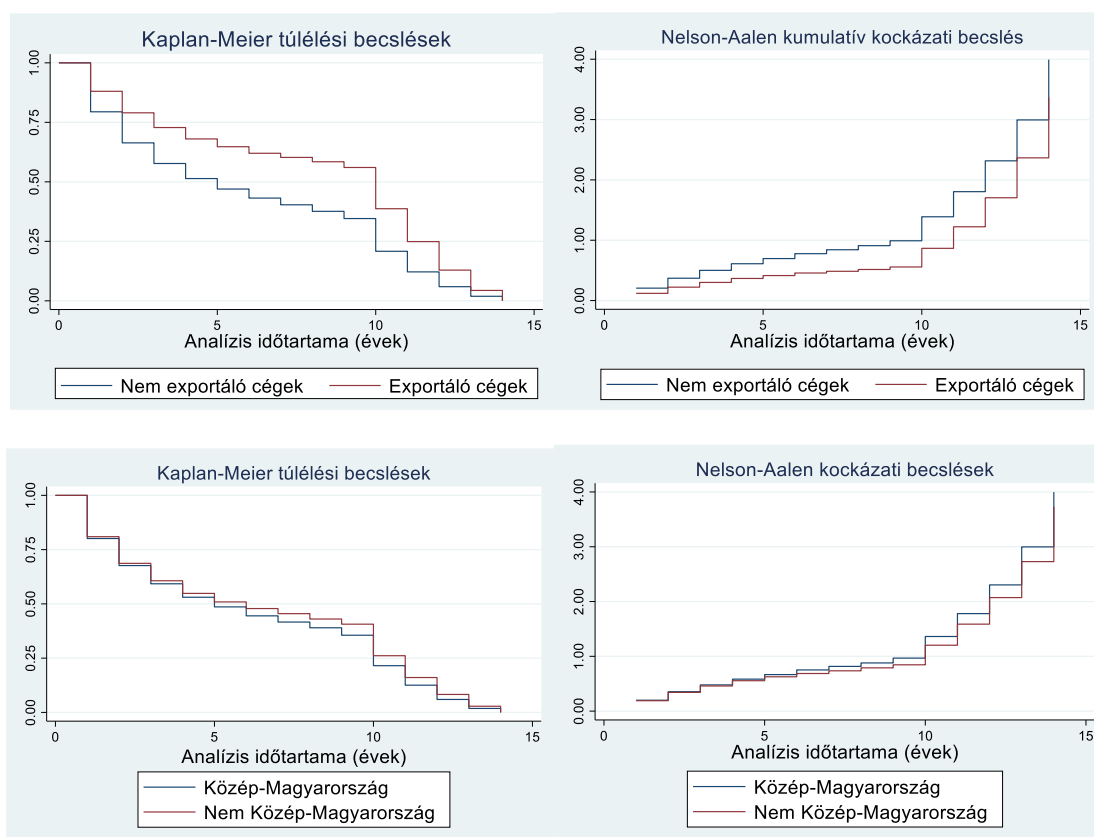 Kaplan-Meier túlélési becslések
1.00
0.75
0.50
0.25
0.00
0 5 10 15
Analízis időtartama (évek)
Nem exportáló cégek Exportáló cégek
Nelson-Aalen kumulatív kockázati becslés
4.00
3.00
2.00
1.00
0.00
0 5 10 15
Analízis időtartama (évek)
Nem exportáló cégek Exportáló cégek
Kaplan-Meier túlélési becslések
1.00
0.75
0.50
0.25
0.00
0 5 10 15
Analízis időtartama (évek)
Közép-Magyarország
Nem Közép-Magyarország
Nelson-Aalen kockázati becslések
4.00
3.00
2.00
1.00
0.00
0 5 10 15
Analízis időtartama (évek)
Közép-Magyarország
Nem Közép-Magyarország